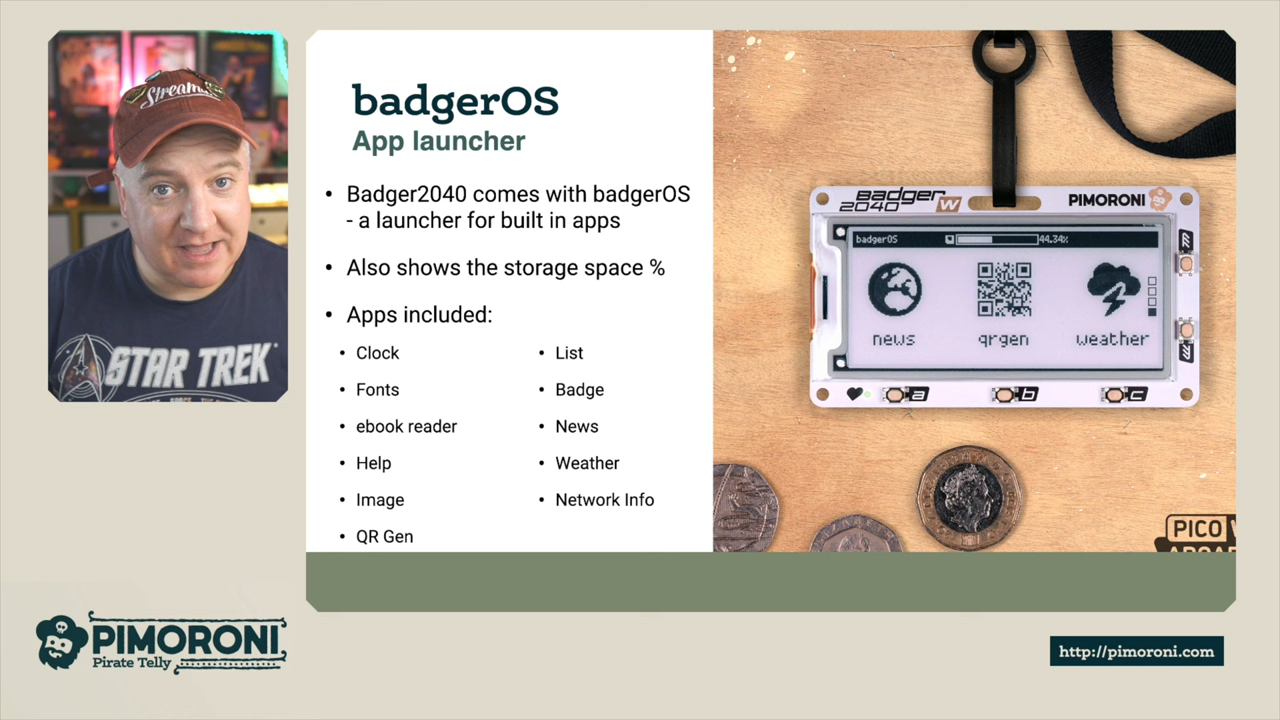 Streams
STAR TREK
badgerOS
App launcher
• Badger2040 comes with badgerOS
- a launcher for built in apps
• Also shows the storage space %
• Apps included:
• Clock
• Fonts
• ebook reader
• Help
• Image
• QR Gen
• List
• Badge
• News
• Weather
• Network Info
badger
2040 W
PIMORONI
badgerOS 44.34%
news qrgen weather
a b c
PICO
PIMORONI
Pirate Telly
http://pimoroni.com